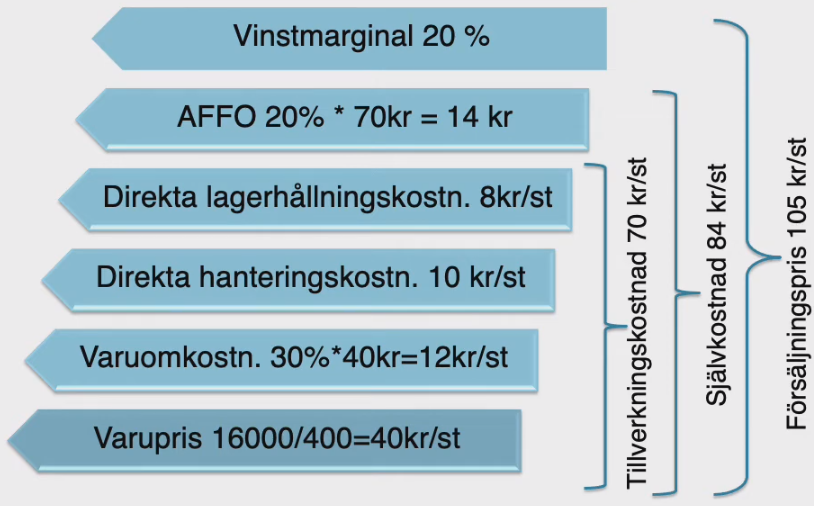 Vinstmarginal 20 %
AFFO 20% * 70kr = 14 kr
Direkta lagerhållningskostn. 8kr/st
Direkta hanteringskostn. 10 kr/st
Varuomkostn. 30%*40kr=12kr/st
Varupris 16000/400=40kr/st
Tillverkningskostnad 70 kr/st
Självkostnad 84 kr/st
Försäljningspris 105 kr/st